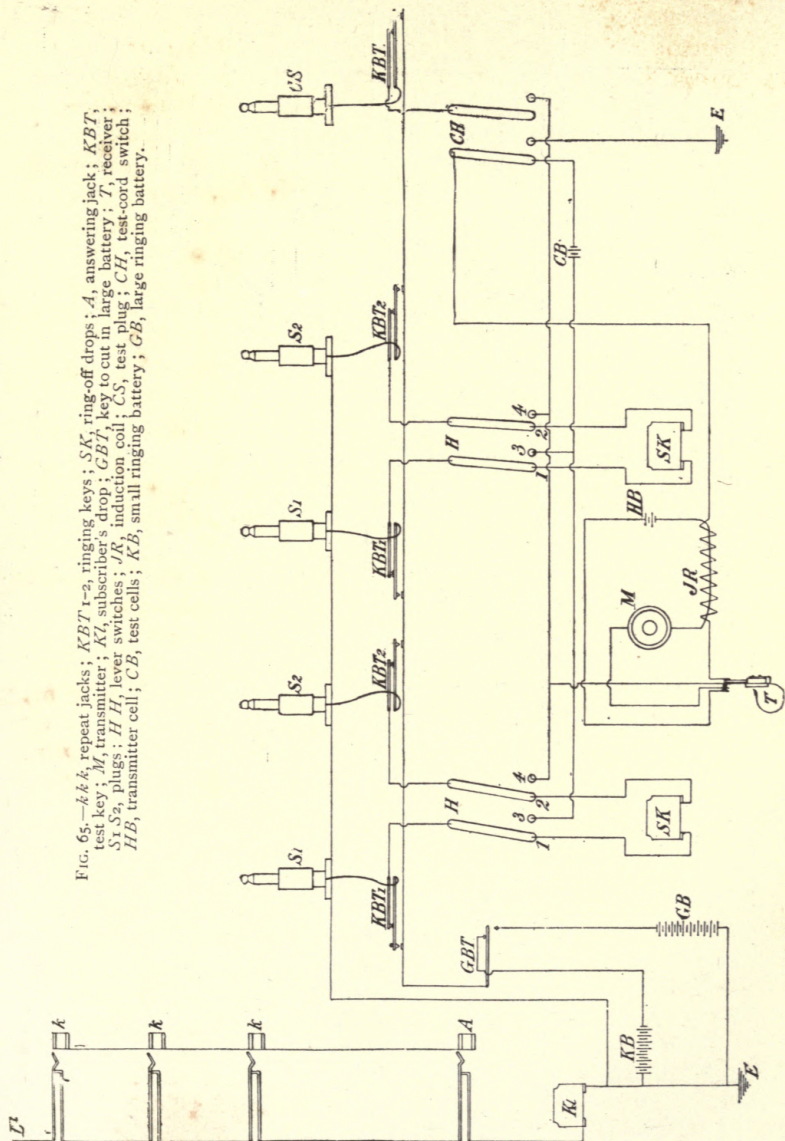 FIG. 65.—k k k, repeat jacks; KBT 1-2, ringing keys; SK, ring-off drops; A, answering jack; KBT,
test key; M, transmitter; Kl, subscriber's drop; GBT, key to cut in large battery; T, receiver;
S1 S2, plugs; H H, lever switches; JR, induction coil; CS, test plug; CH, test-cord switch;
HB, transmitter cell; CB, test cells; KB, small ringing battery; GB, large ringing battery.
L¹
k
k
k
A
Kl
KB
E
GBT
GB
S1
S2
S1
S2
CS
KBT1
KBT2
KBT1
KBT2
KBT
H
H
CH
1
3
2
4
1
3
2
4
SK
SK
CB
HB
M
JR
T
E